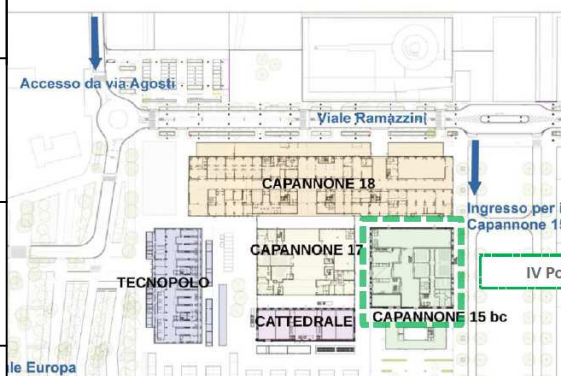 Accesso da via Agosti
Viale Ramazzini
CAPANNONE 18
Ingresso per i
Capannone 15
CAPANNONE 17
IV Po
TECNOPOLO
CATTEDRALE
CAPANNONE 15 bc
le Europa